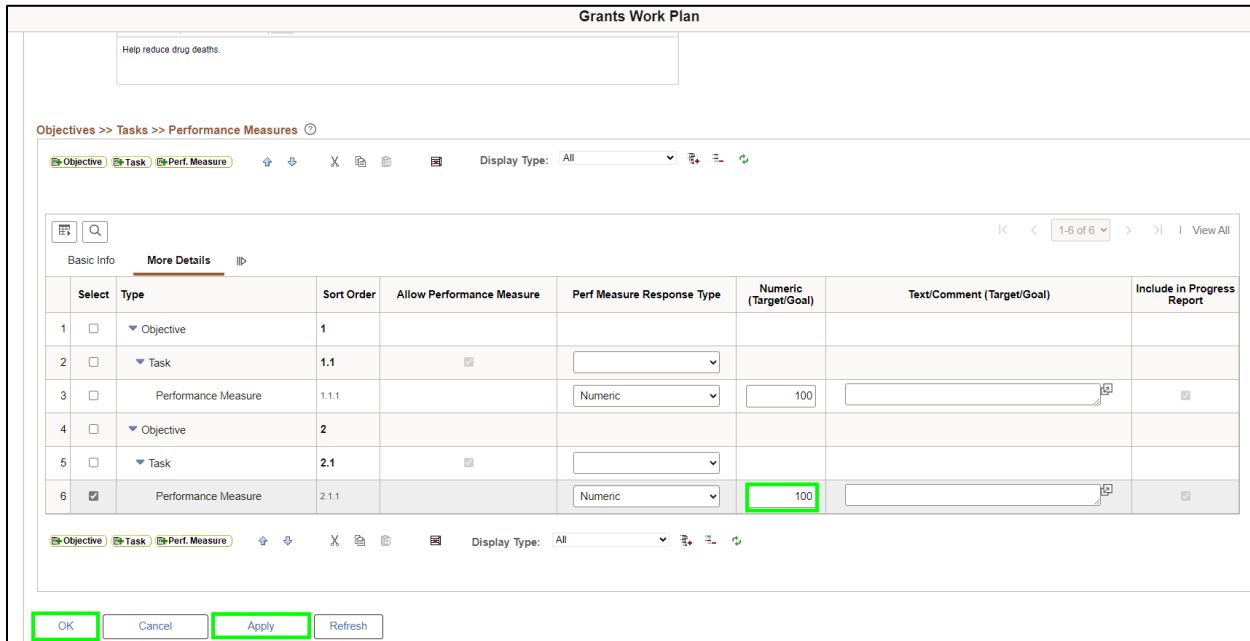 Grants Work Plan
Help reduce drug deaths.
Objectives >> Tasks >> Performance Measures
Objective Task Perf. Measure Display Type: All
1-6 of 6 | View All
Basic Info More Details
Select Type Sort Order Allow Performance Measure Perf Measure Response Type Numeric (Target/Goal) Text/Comment (Target/Goal) Include in Progress Report
1 Objective 1
2 Task 1.1
3 Performance Measure 1.1.1 Numeric 100
4 Objective 2
5 Task 2.1
6 Performance Measure 2.1.1 Numeric 100
Objective Task Perf. Measure Display Type: All
OK Cancel Apply Refresh